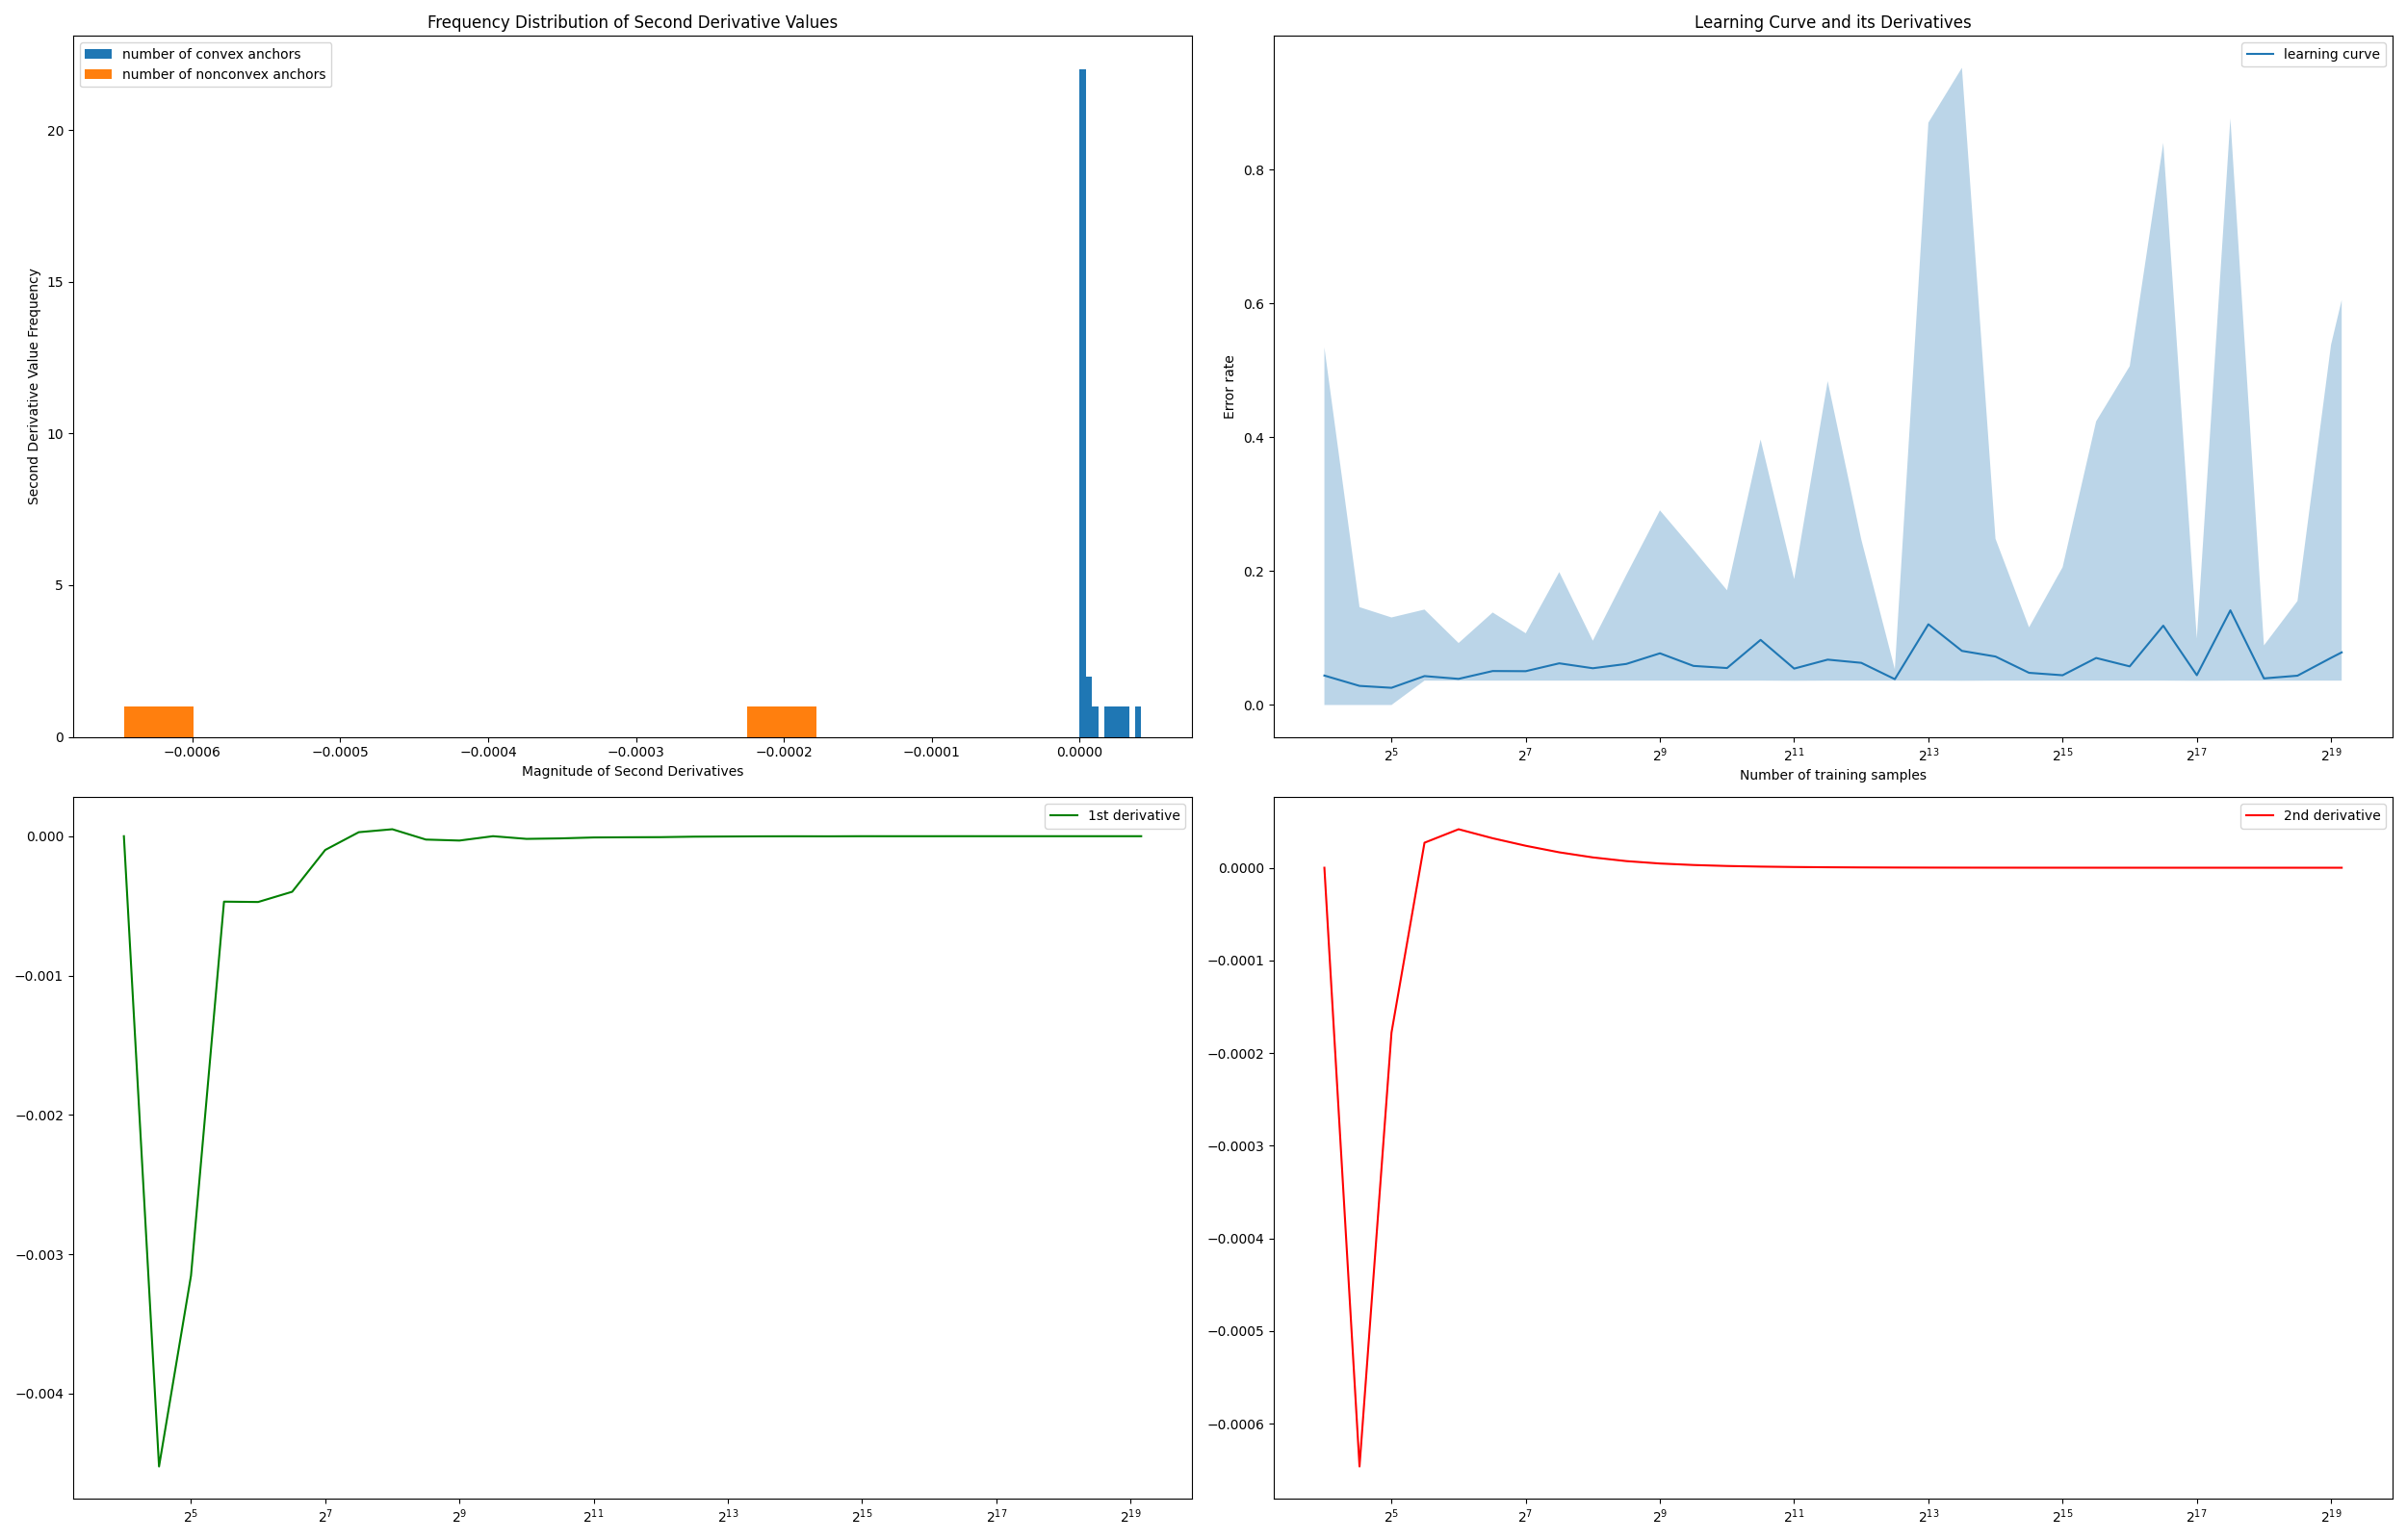 Frequency Distribution of Second Derivative Values
number of convex anchors
number of nonconvex anchors
Second Derivative Value Frequency
20
15
10
5
0
−0.0006 −0.0005 −0.0004 −0.0003 −0.0002 −0.0001 0.0000
Magnitude of Second Derivatives
Learning Curve and its Derivatives
learning curve
Error rate
0.8
0.6
0.4
0.2
0.0
2^5 2^7 2^9 2^11 2^13 2^15 2^17 2^19
Number of training samples
1st derivative
0.000
−0.001
−0.002
−0.003
−0.004
2^5 2^7 2^9 2^11 2^13 2^15 2^17 2^19
2nd derivative
0.0000
−0.0001
−0.0002
−0.0003
−0.0004
−0.0005
−0.0006
2^5 2^7 2^9 2^11 2^13 2^15 2^17 2^19